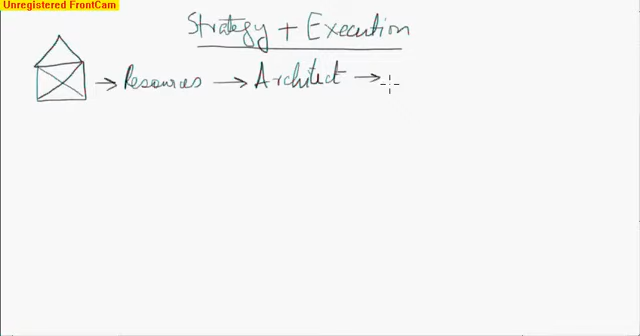 Unregistered FrontCam
Strategy + Execution
→ Resources → Architect →